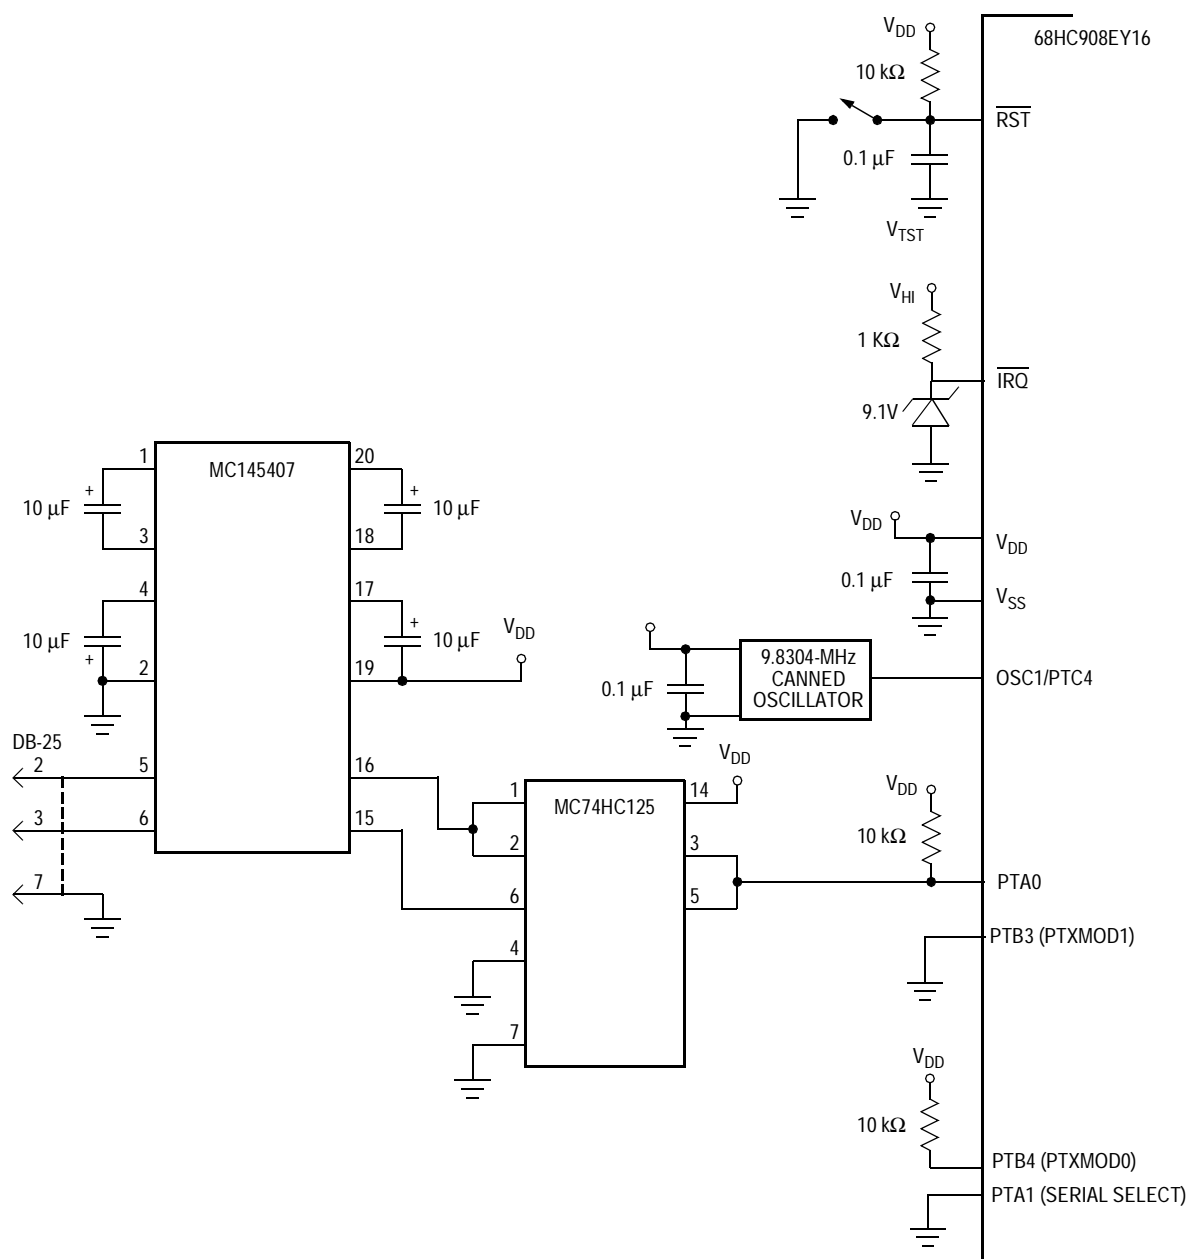 V_DD
68HC908EY16
10 kΩ
RST
0.1 µF
V_TST
V_HI
1 KΩ
IRQ
9.1V
1
MC145407
20
10 µF
+
+
10 µF
3
18
V_DD
V_DD
4
17
0.1 µF
V_SS
10 µF
+
+
10 µF
V_DD
2
19
9.8304-MHz
CANNED
OSCILLATOR
0.1 µF
OSC1/PTC4
DB-25
2
5
16
V_DD
3
6
15
1
MC74HC125
14
V_DD
2
3
10 kΩ
7
6
5
PTA0
4
PTB3 (PTXMOD1)
7
V_DD
10 kΩ
PTB4 (PTXMOD0)
PTA1 (SERIAL SELECT)